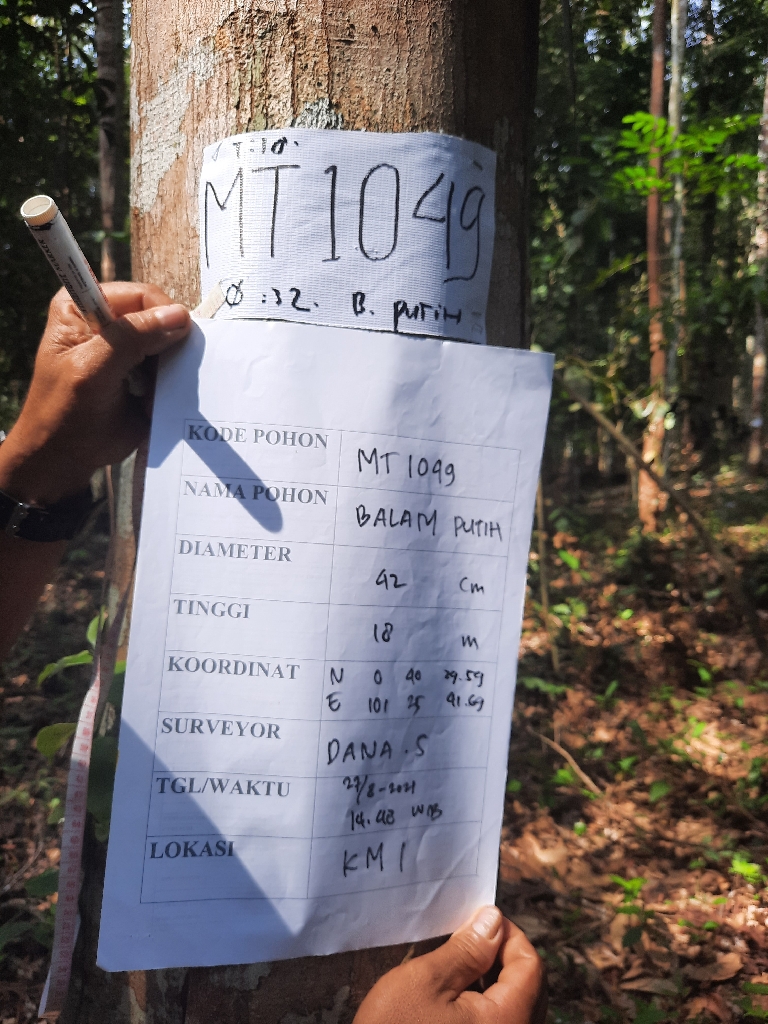 T:18.
MT1049
Ø :32. B. PUTIH
KODE POHON MT 1049
NAMA POHON BALAM PUTIH
DIAMETER 42 Cm
TINGGI 18 m
KOORDINAT N 0 40 29.59
E 101 25 41.69
SURVEYOR DANA.S
TGL/WAKTU 27/8-2021
14.48 WIB
LOKASI KM 1